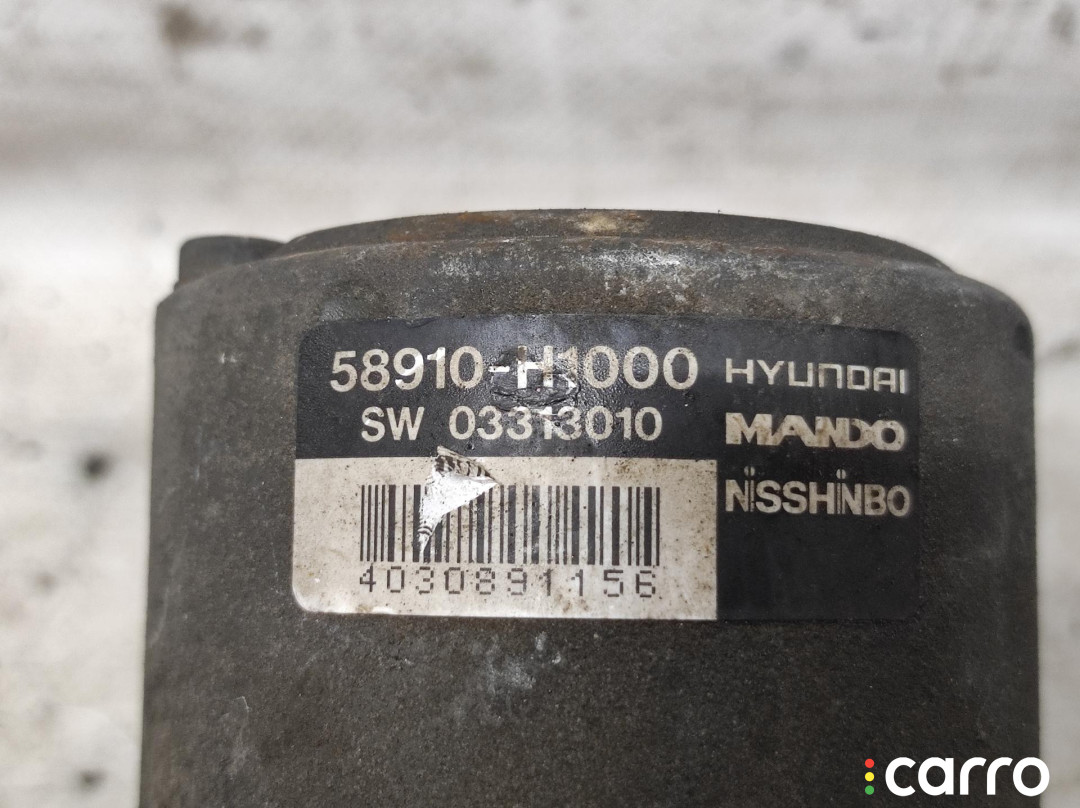 58910-H1000
SW 03313010
HYUNDAI
MANDO
NISSHINBO
4030891156
carro